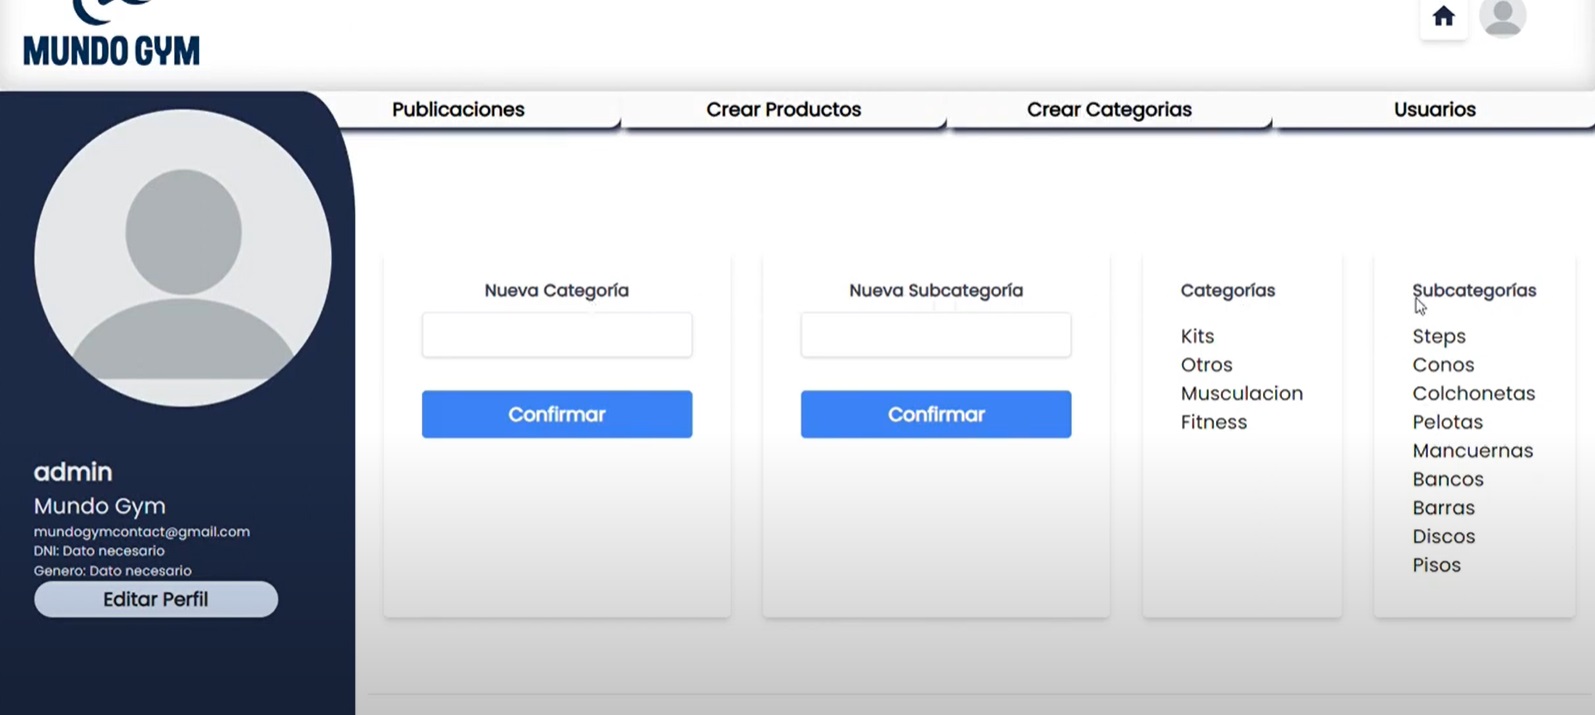 MUNDO GYM
Publicaciones
Crear Productos
Crear Categorias
Usuarios
admin
Mundo Gym
mundogymcontact@gmail.com
DNI: Dato necesario
Genero: Dato necesario
Editar Perfil
Nueva Categoría
Confirmar
Nueva Subcategoría
Confirmar
Categorías
Kits
Otros
Musculacion
Fitness
Subcategorías
Steps
Conos
Colchonetas
Pelotas
Mancuernas
Bancos
Barras
Discos
Pisos